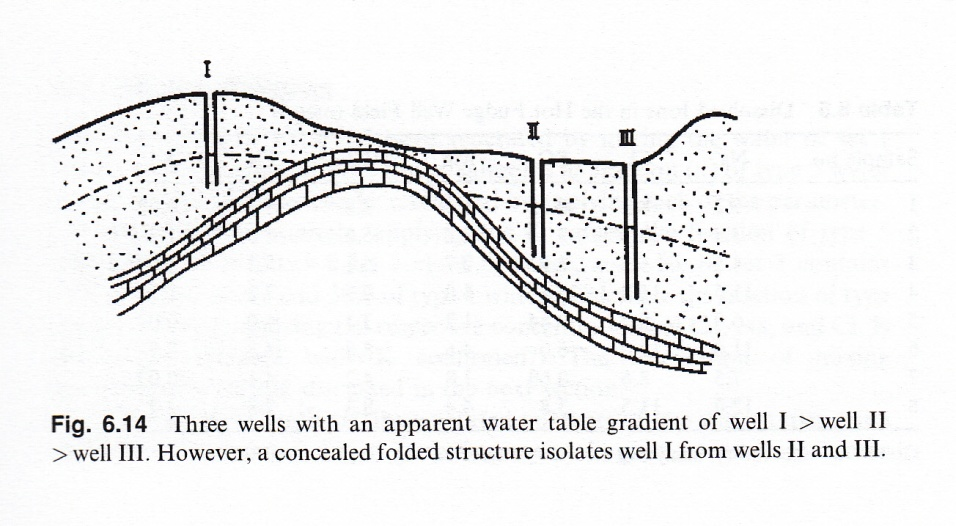 I
II
III
Fig. 6.14 Three wells with an apparent water table gradient of well I > well II
> well III. However, a concealed folded structure isolates well I from wells II and III.